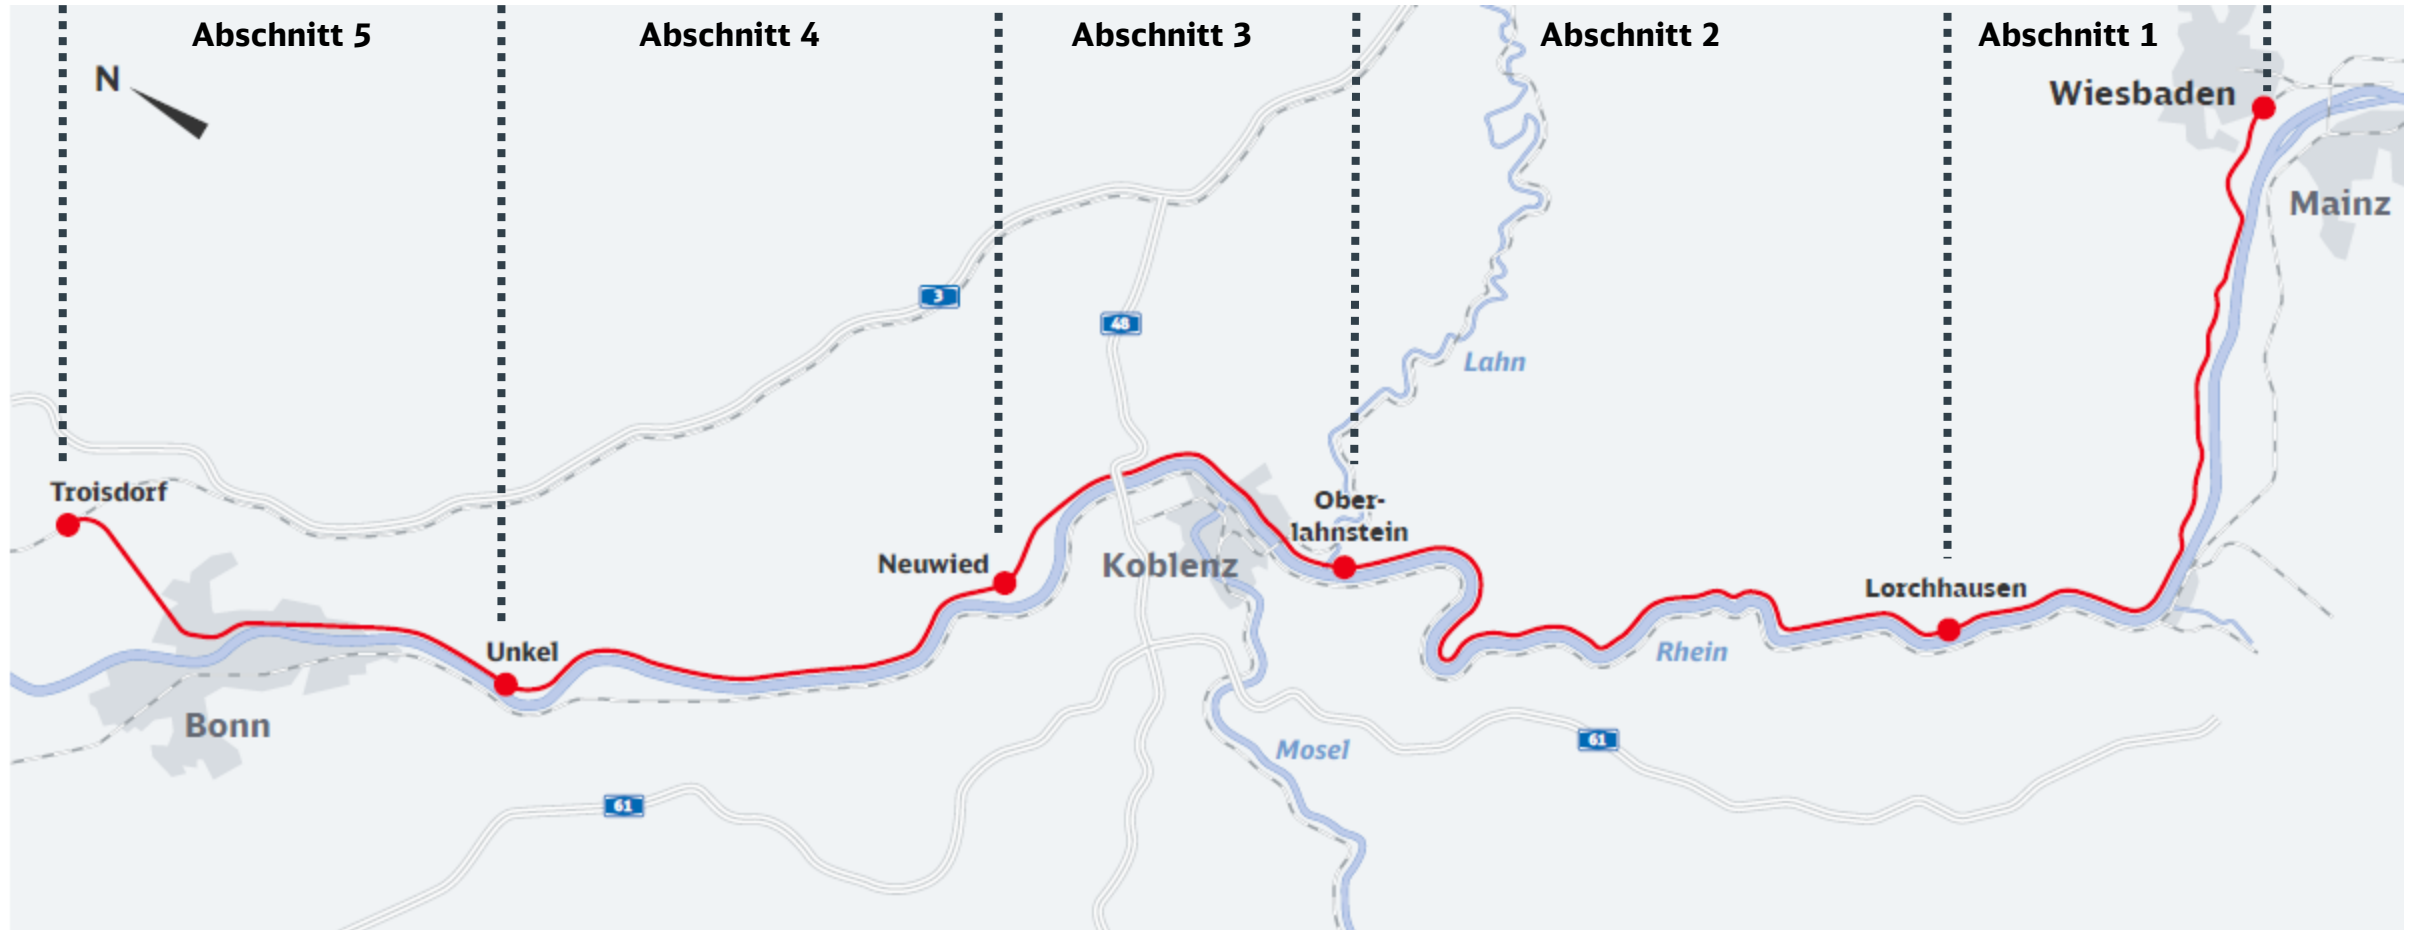 Abschnitt 5
Abschnitt 4
Abschnitt 3
Abschnitt 2
Abschnitt 1
N
Wiesbaden
Mainz
3
48
Lahn
Troisdorf
Ober-
lahnstein
Neuwied
Koblenz
Lorchhausen
Unkel
Rhein
Bonn
Mosel
61
61